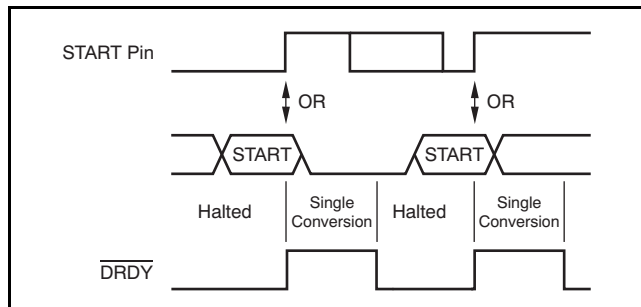 START Pin
OR OR
START START
Halted Single Conversion Halted Single Conversion
DRDY